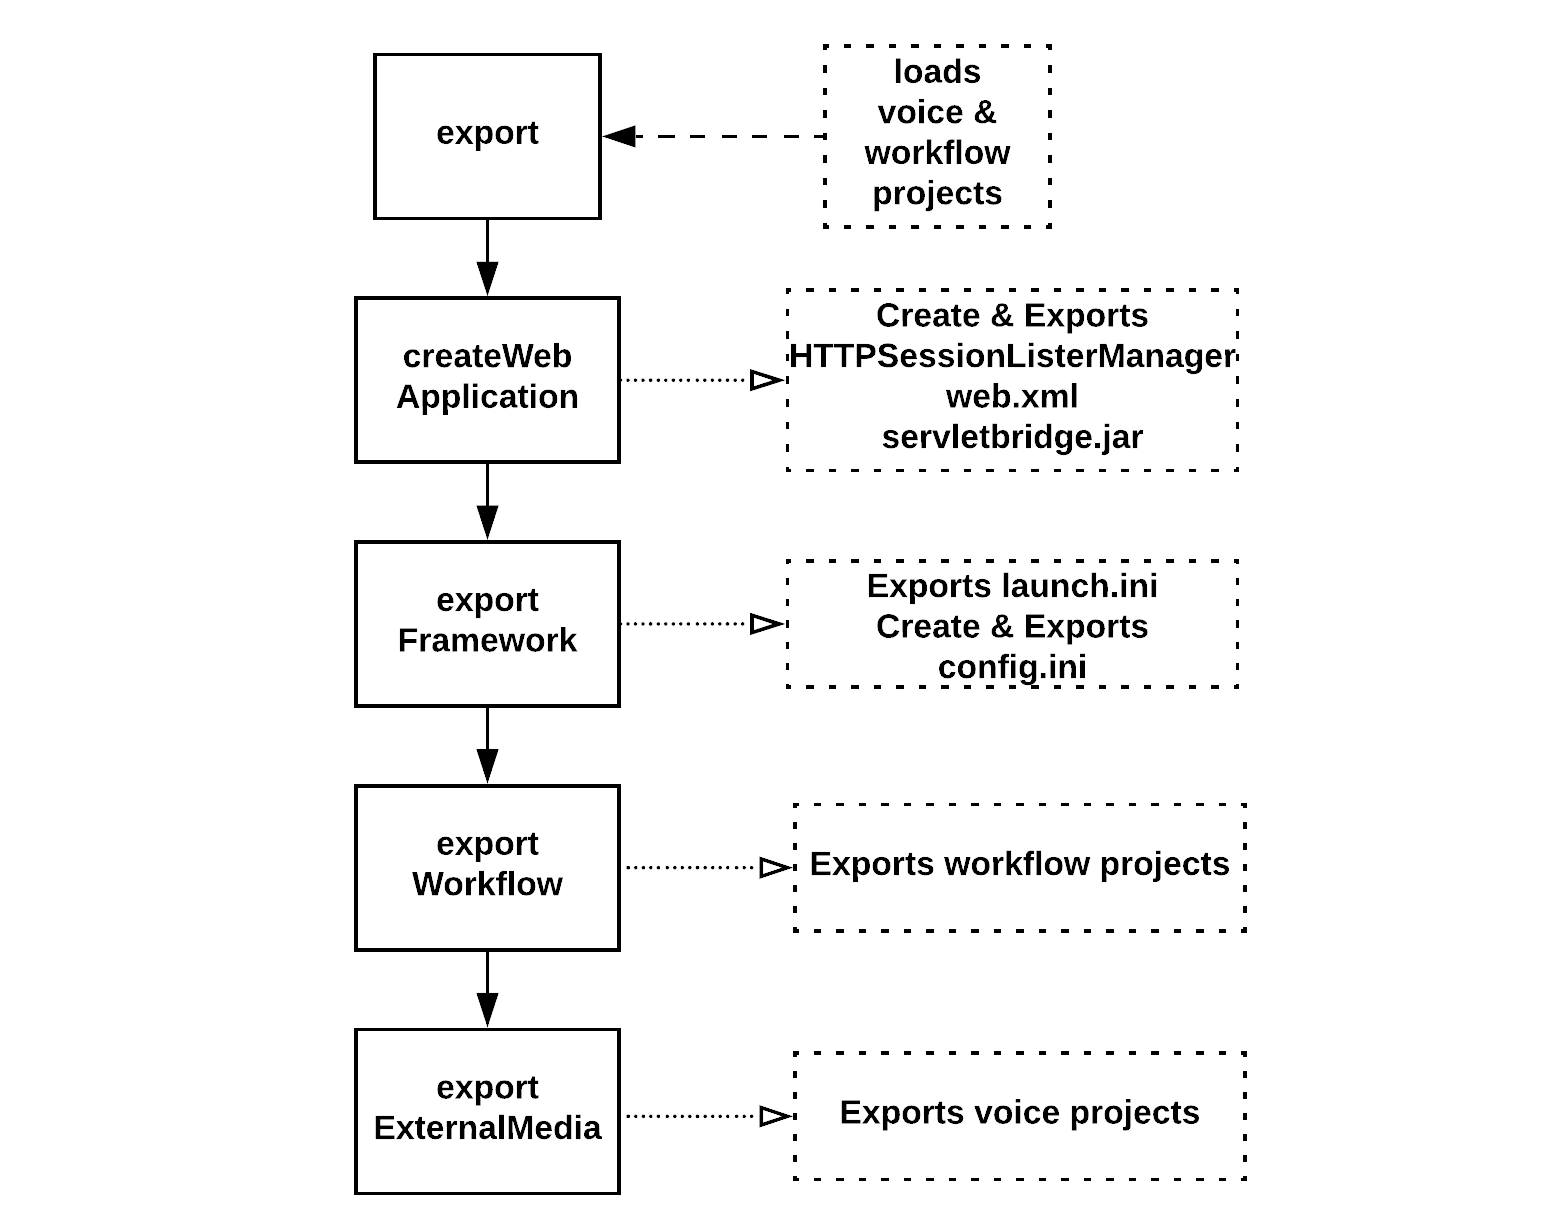 export
loads
voice &
workflow
projects
createWeb
Application
Create & Exports
HTTPSessionListerManager
web.xml
servletbridge.jar
export
Framework
Exports launch.ini
Create & Exports
config.ini
export
Workflow
Exports workflow projects
export
ExternalMedia
Exports voice projects